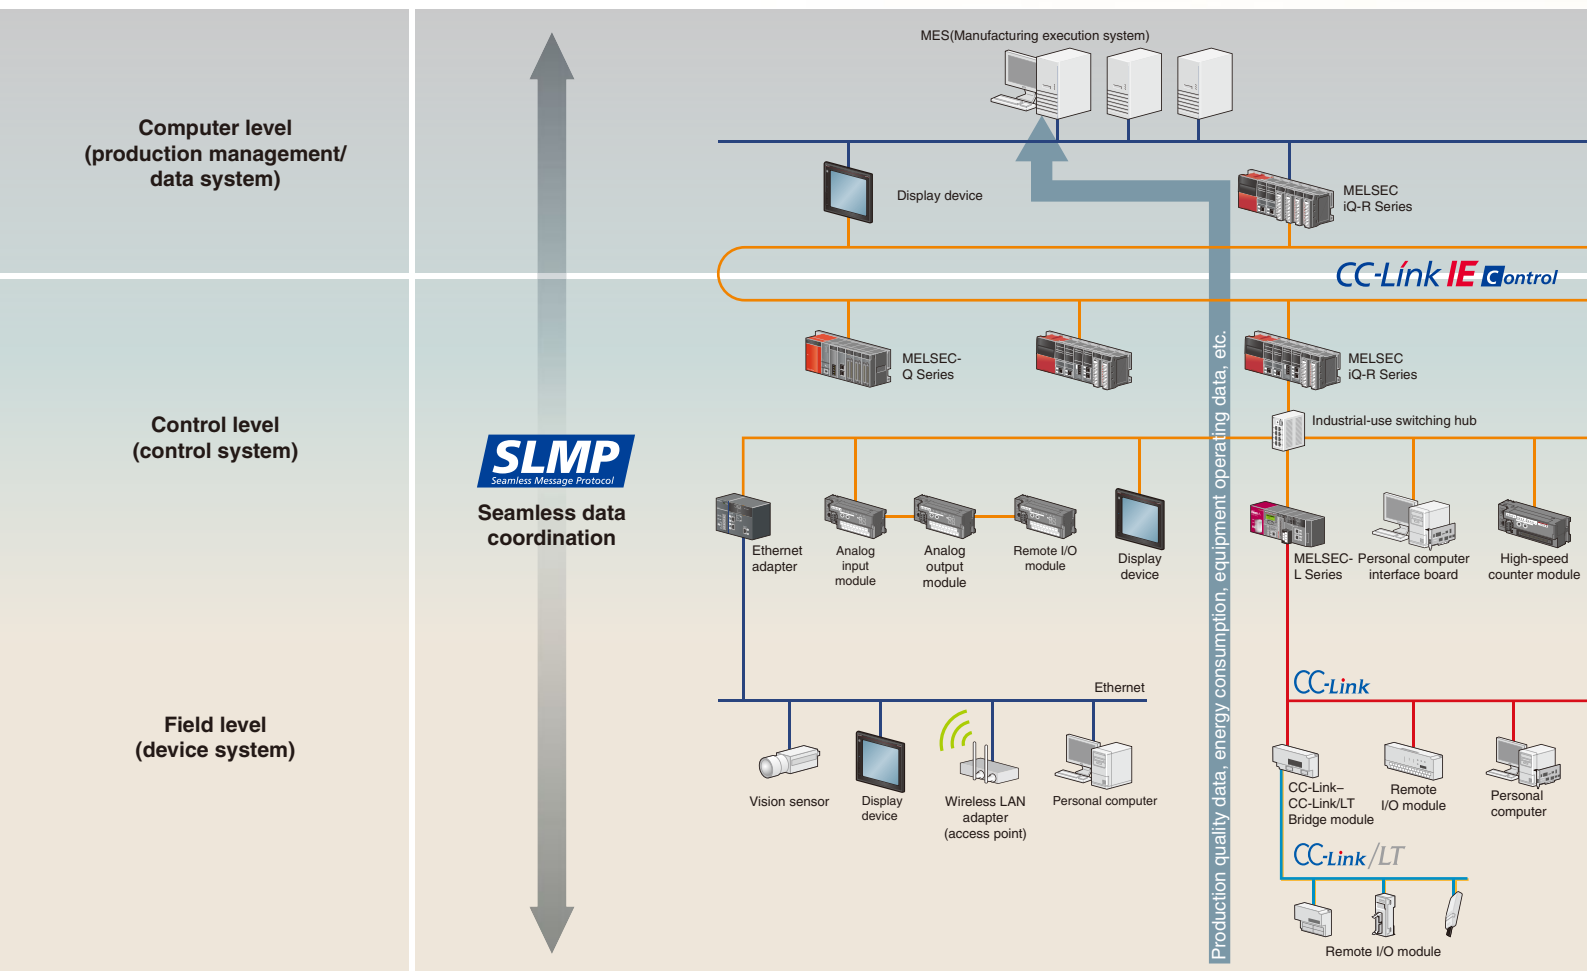 MES(Manufacturing execution system)
Computer level
(production management/
data system)
Display device
MELSEC
iQ-R Series
CC-Link IE Control
MELSEC-
Q Series
MELSEC
iQ-R Series
Control level
(control system)
Industrial-use switching hub
SLMP
Seamless Message Protocol
Seamless data
coordination
Ethernet
adapter
Analog
input
module
Analog
output
module
Remote I/O
module
Display
device
MELSEC-
L Series
Personal computer
interface board
High-speed
counter module
Production quality data, energy consumption, equipment operating data, etc.
Field level
(device system)
Ethernet
CC-Link
Vision sensor
Display
device
Wireless LAN
adapter
(access point)
Personal computer
CC-Link–
CC-Link/LT
Bridge module
Remote
I/O module
Personal
computer
CC-Link/LT
Remote I/O module